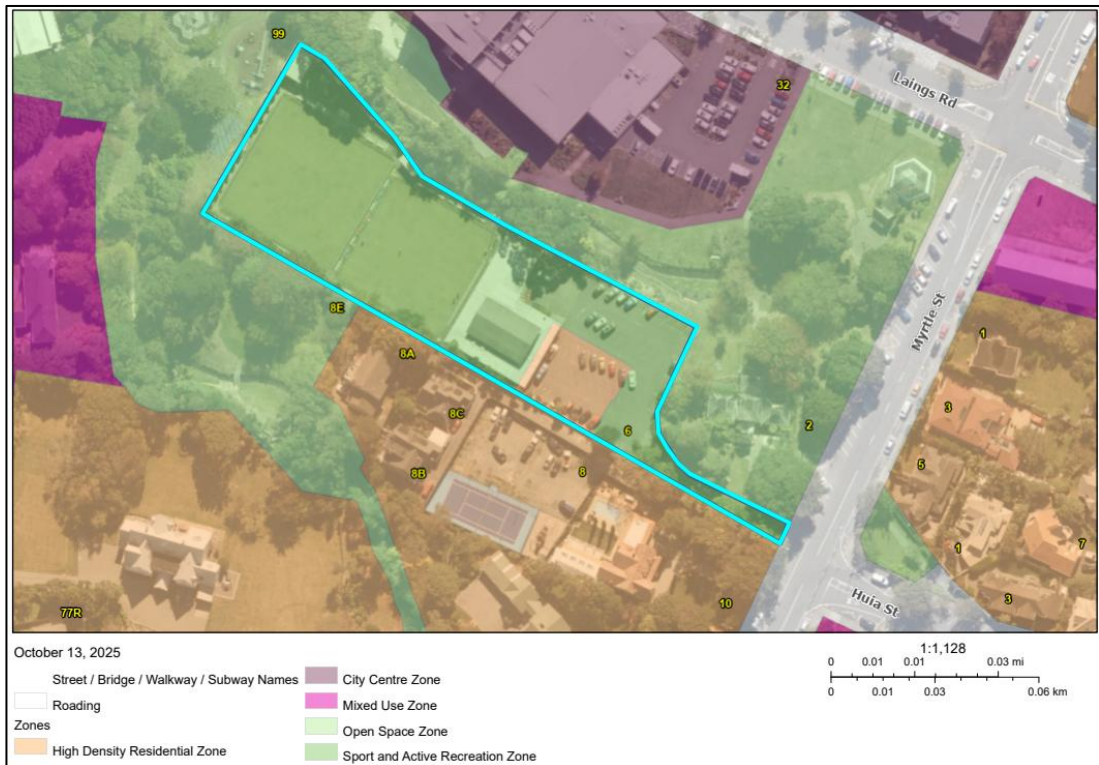 99
32
Laings Rd
8E
8A
8C
8B
8
6
2
Myrtle St
1
3
5
1
7
3
Huia St
10
77R
October 13, 2025
Street / Bridge / Walkway / Subway Names
Roading
Zones
High Density Residential Zone
City Centre Zone
Mixed Use Zone
Open Space Zone
Sport and Active Recreation Zone
1:1,128
0 0.01 0.01 0.03 mi
0 0.01 0.03 0.06 km